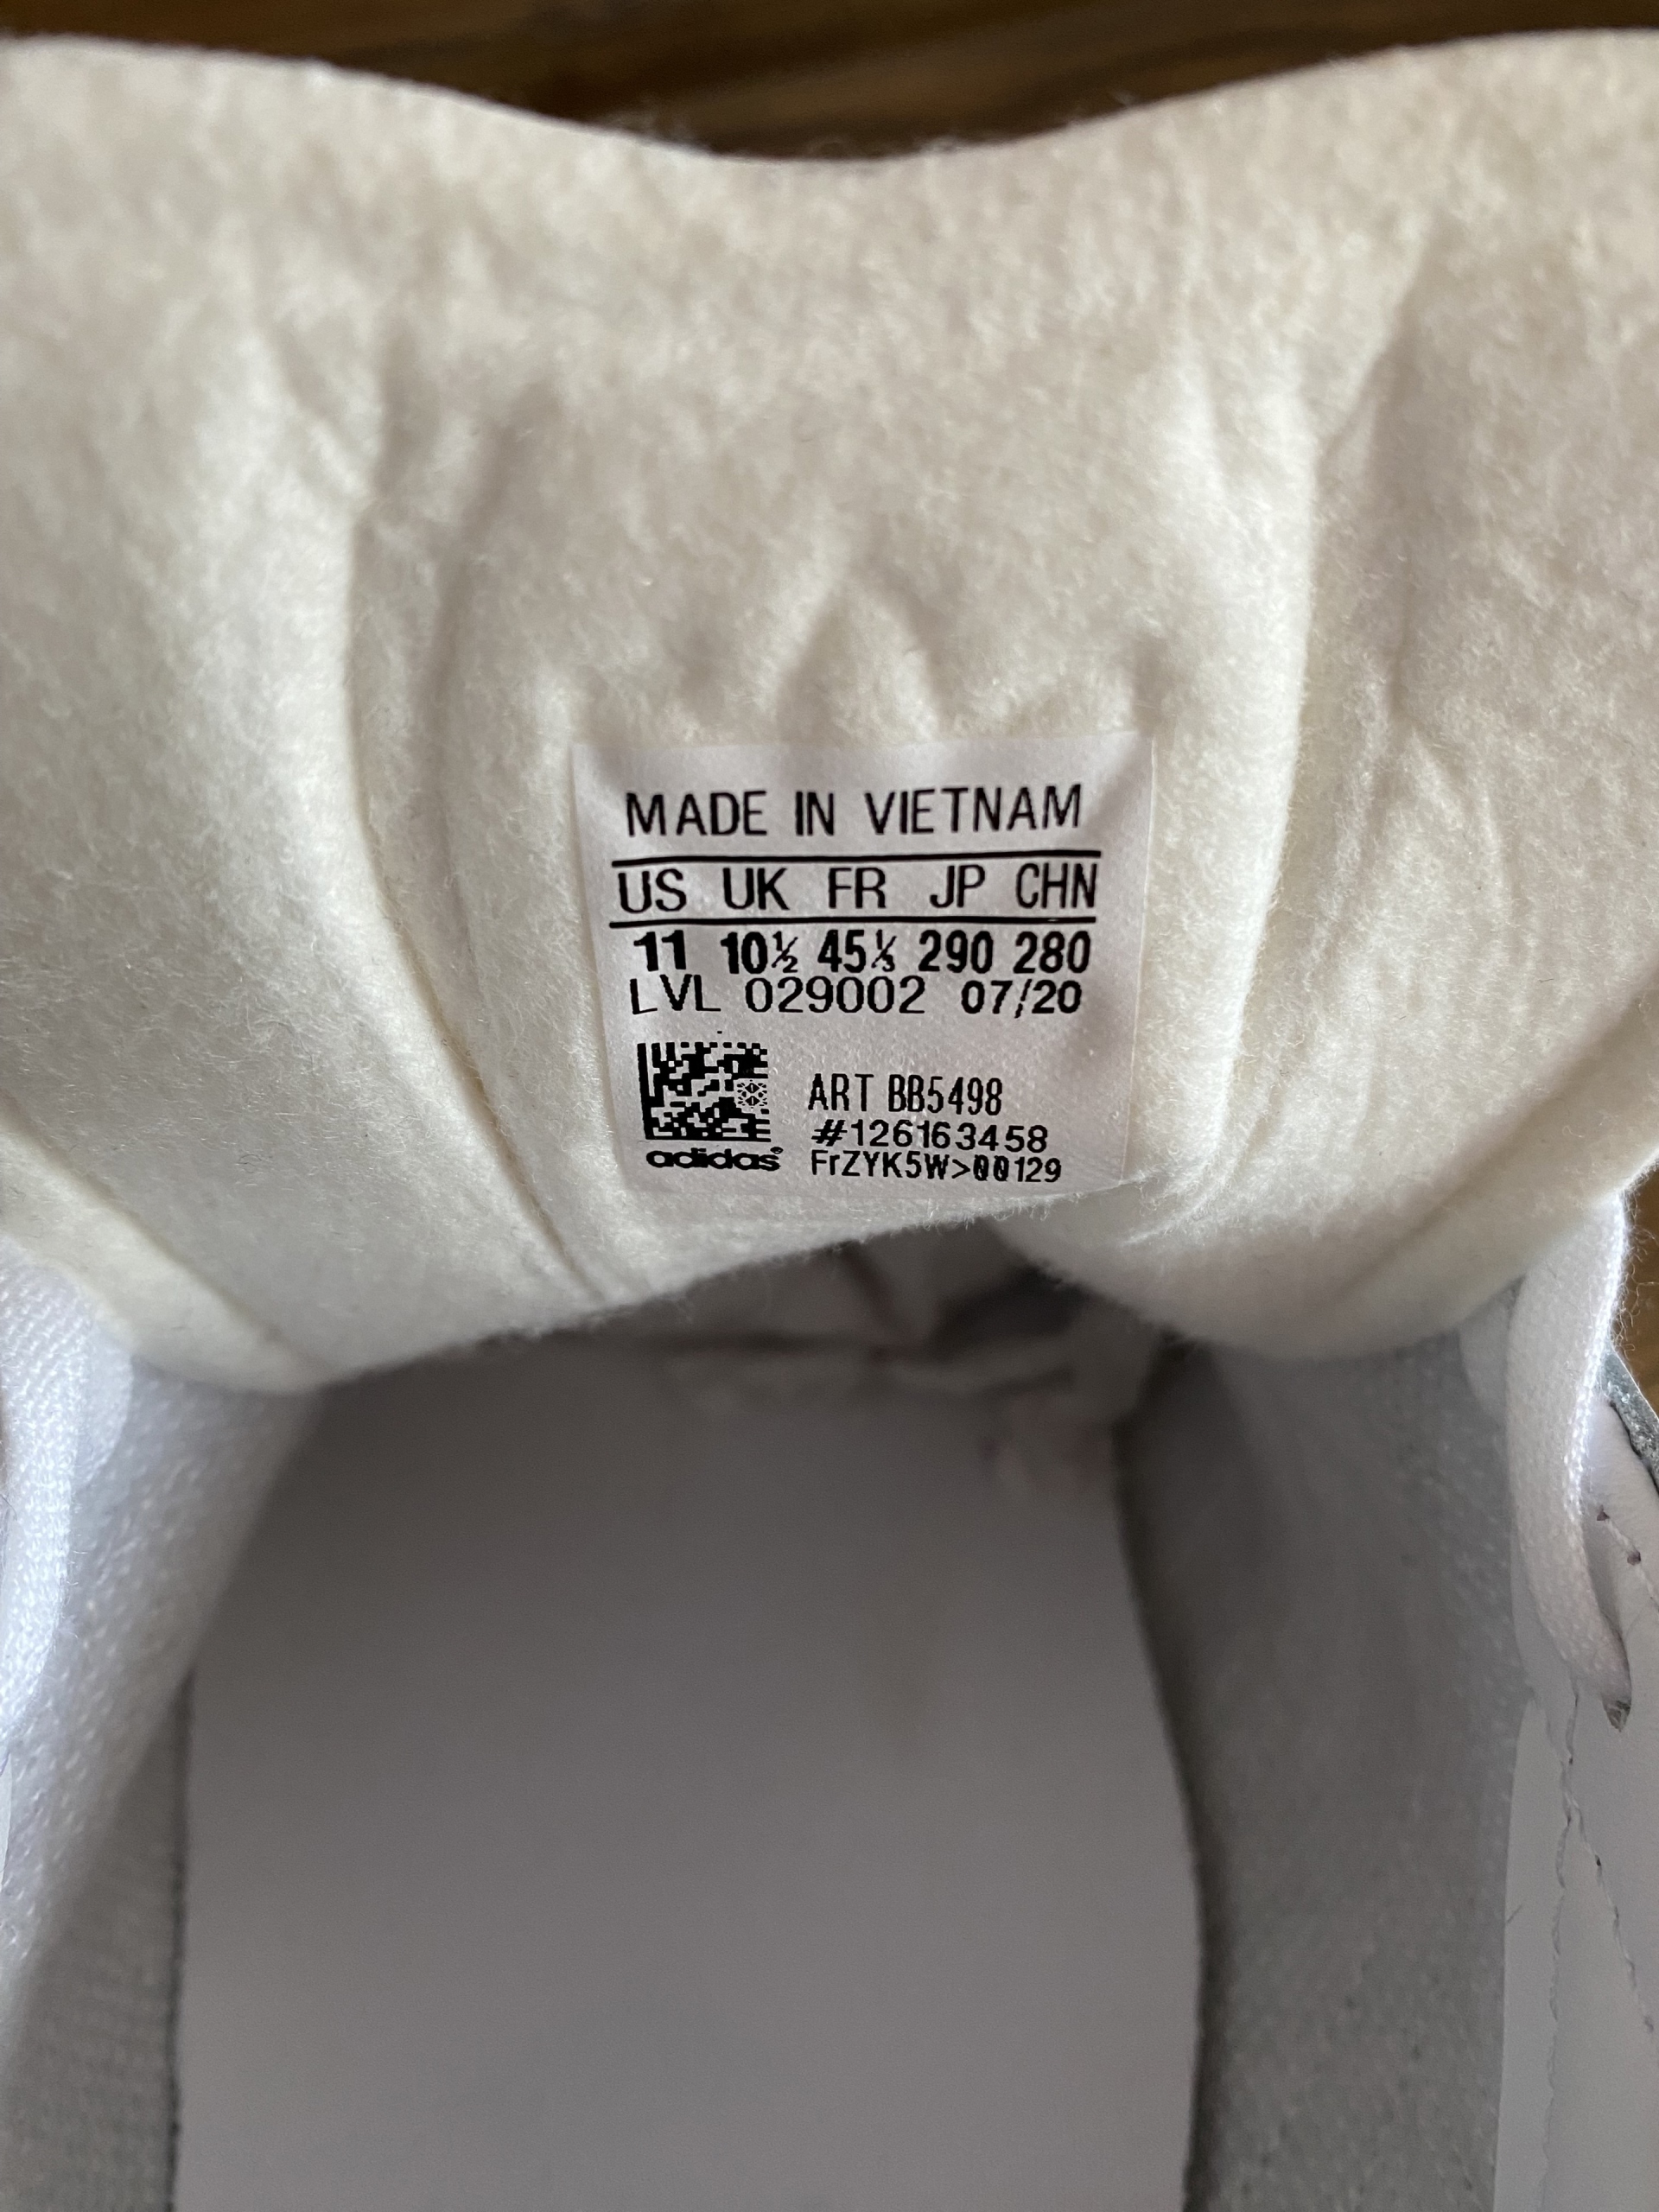 MADE IN VIETNAM
US UK FR JP CHN
11 10½ 45⅓ 290 280
LVL 029002 07/20
ART BB5498
#126163458
adidas® FrZYK5W>00129